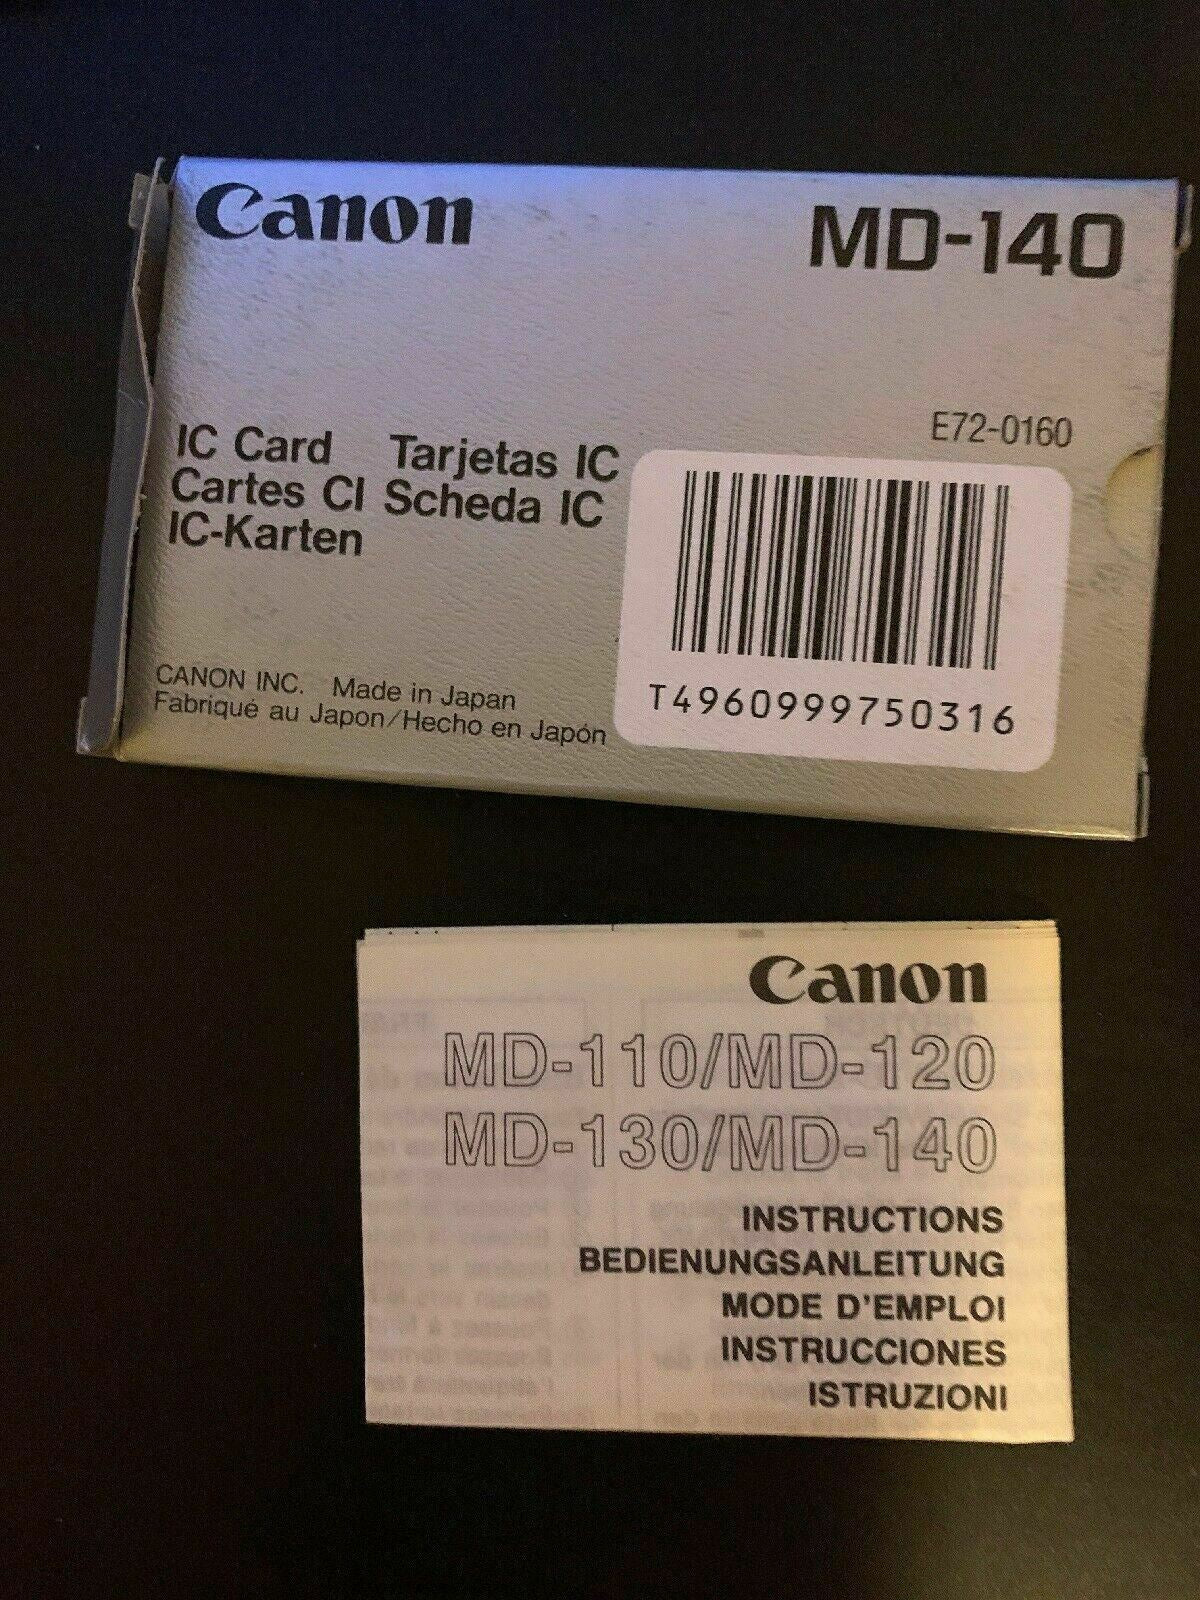 Canon
MD-140
E72-0160
IC Card Tarjetas IC
Cartes CI Scheda IC
IC-Karten
CANON INC. Made in Japan
Fabriqué au Japon/Hecho en Japón
T4960999750316
Canon
MD-110/MD-120
MD-130/MD-140
INSTRUCTIONS
BEDIENUNGSANLEITUNG
MODE D'EMPLOI
INSTRUCCIONES
ISTRUZIONI